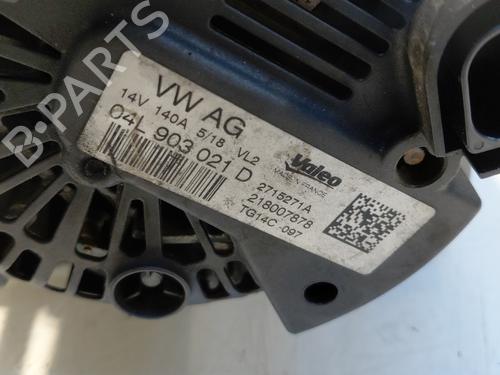 VW AG
14V 140A 5/18 VL2
04L 903 021 D
Valeo
MADE IN FRANCE
2715271A
218007878
TG14C-097
B-PARTS